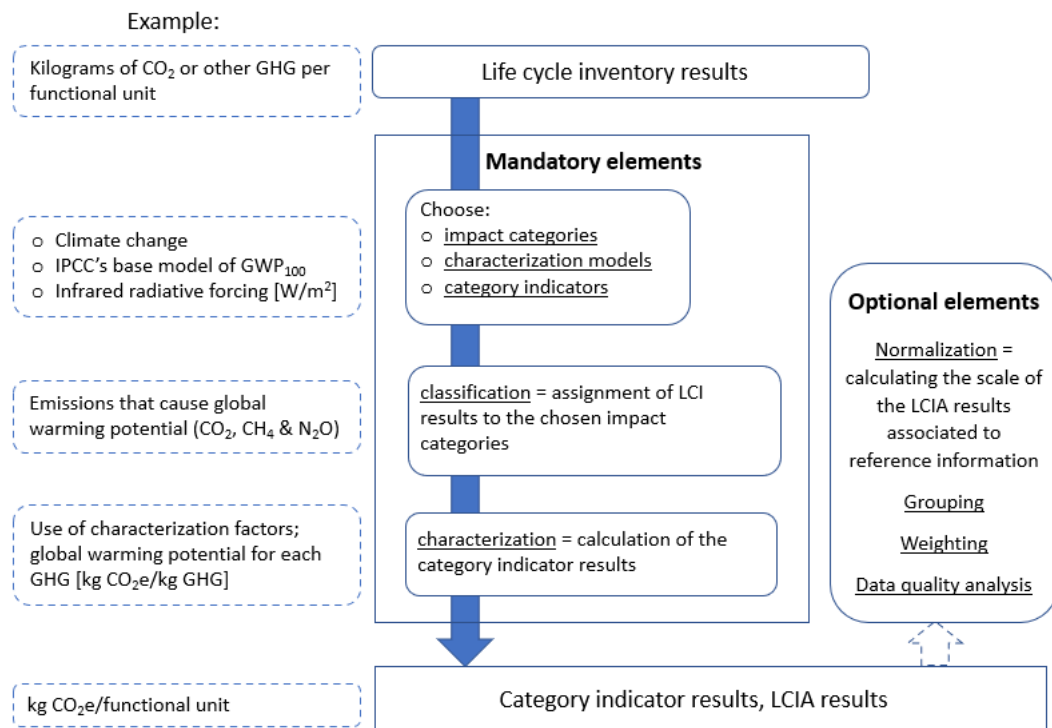 Example:
Kilograms of CO₂ or other GHG per
functional unit
Life cycle inventory results
Mandatory elements
○ Climate change
○ IPCC's base model of GWP₁₀₀
○ Infrared radiative forcing [W/m²]
Choose:
○ impact categories
○ characterization models
○ category indicators
Emissions that cause global
warming potential (CO₂, CH₄ & N₂O)
classification = assignment of LCI
results to the chosen impact
categories
Use of characterization factors;
global warming potential for each
GHG [kg CO₂e/kg GHG]
characterization = calculation of the
category indicator results
Optional elements
Normalization =
calculating the scale of
the LCIA results
associated to
reference information
Grouping
Weighting
Data quality analysis
kg CO₂e/functional unit
Category indicator results, LCIA results